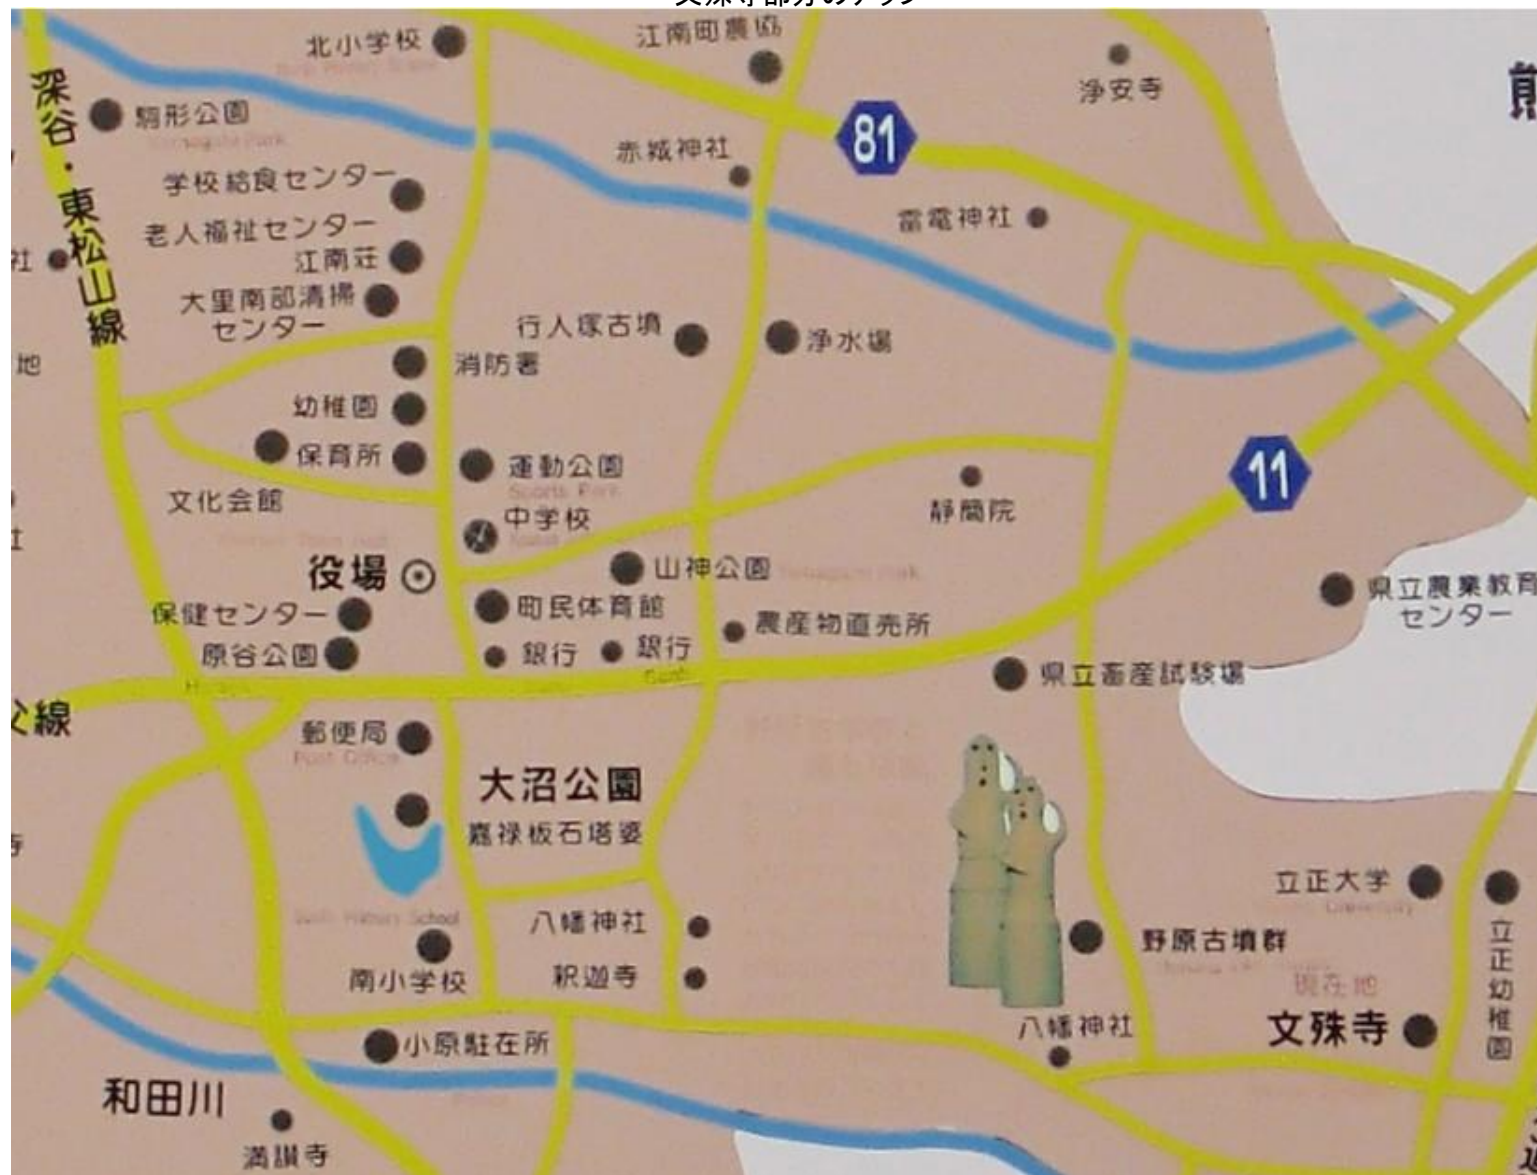 北小学校
江南町農協
浄安寺
深谷・東松山線
駒形公園
81
赤城神社
学校給食センター
雷電神社
老人福祉センター
江南荘
社
大里南部清掃
センター
行人塚古墳
浄水場
地
消防署
幼稚園
保育所
運動公園
11
文化会館
中学校
静簡院
役場
山神公園
県立農業教育
センター
保健センター
町民体育館
農産物直売所
原谷公園
銀行
銀行
県立畜産試験場
父線
郵便局
Post Office
大沼公園
嘉禄板石塔婆
立正大学
立正幼稚園
八幡神社
School
南小学校
釈迦寺
野原古墳群
現在地
文殊寺
八幡神社
小原駐在所
和田川
満讃寺